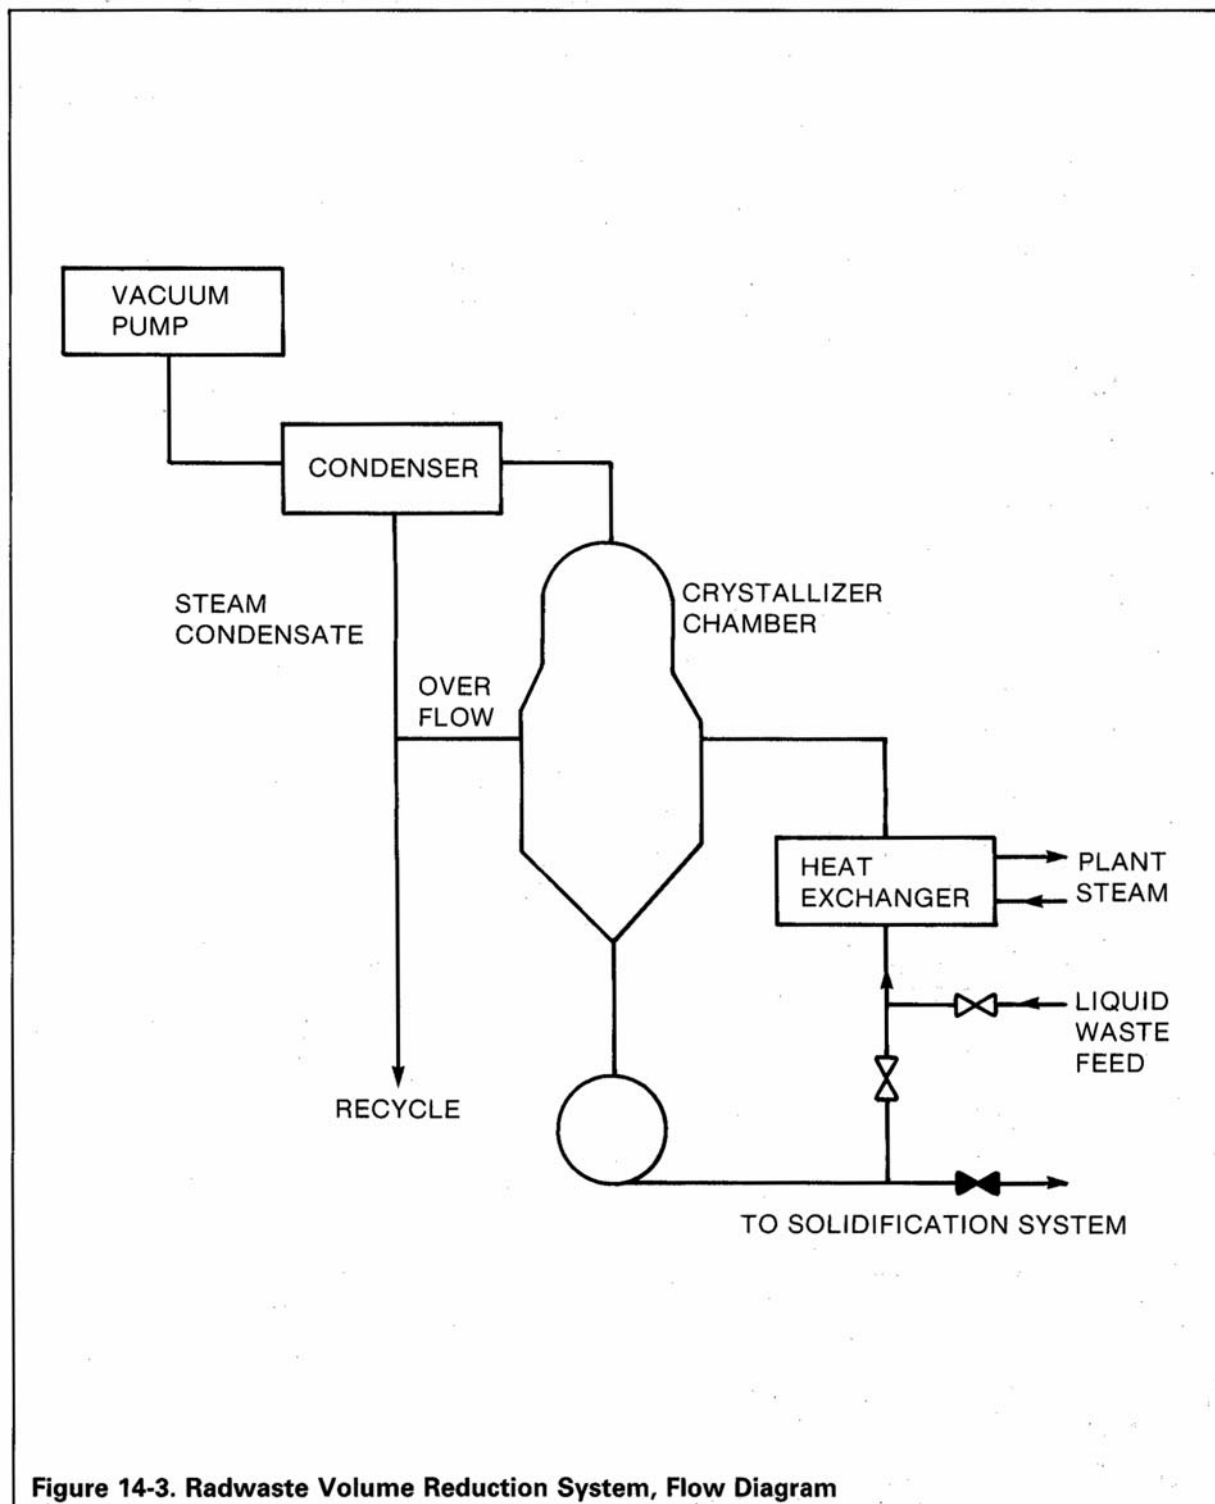 VACUUM
PUMP
CONDENSER
STEAM
CONDENSATE
CRYSTALLIZER
CHAMBER
OVER
FLOW
HEAT
EXCHANGER
PLANT
STEAM
LIQUID
WASTE
FEED
RECYCLE
TO SOLIDIFICATION SYSTEM
Figure 14-3. Radwaste Volume Reduction System, Flow Diagram